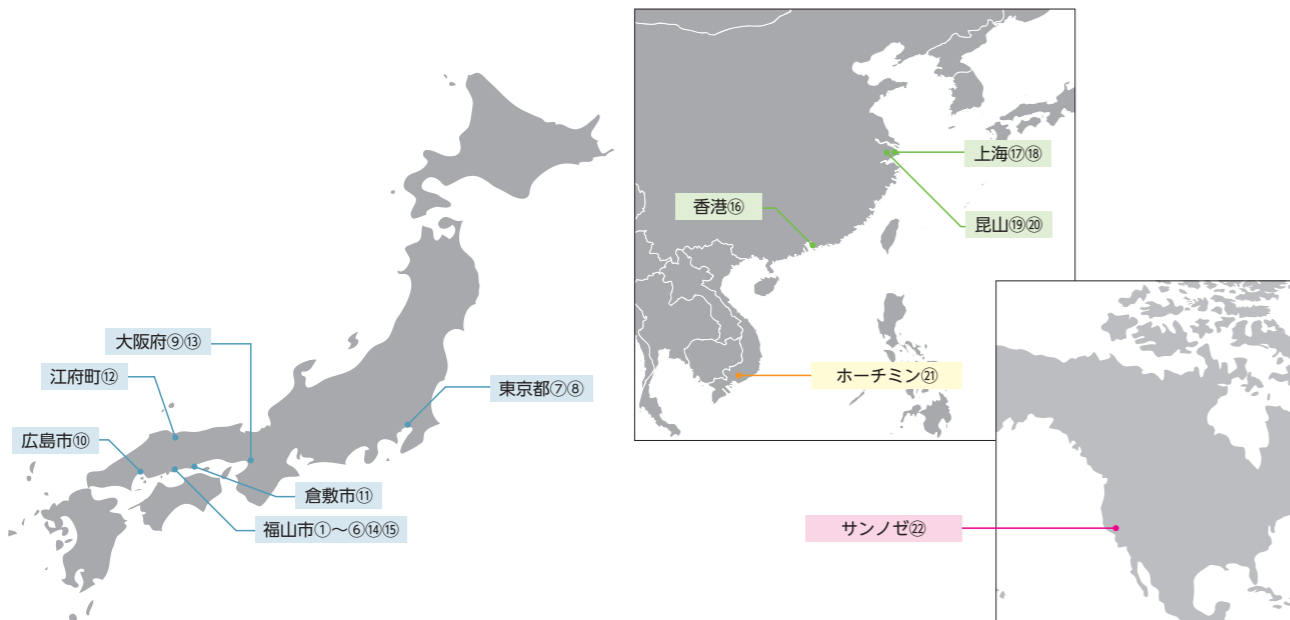 大阪府⑨⑬
江府町⑫
東京都⑦⑧
広島市⑩
倉敷市⑪
福山市①～⑥⑭⑮
上海⑰⑱
香港⑯
昆山⑲⑳
ホーチミン㉑
サンノゼ㉒